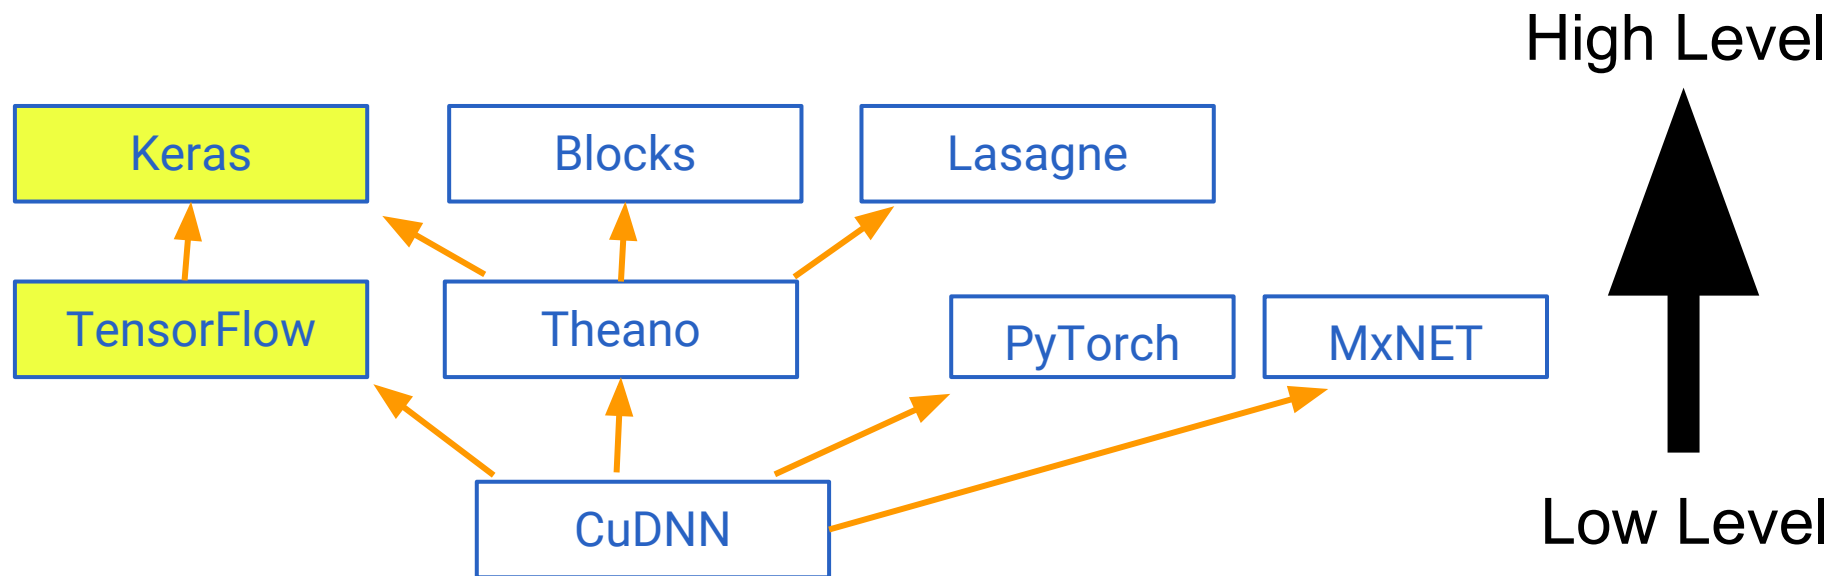 High Level
Keras
Blocks
Lasagne
TensorFlow
Theano
PyTorch
MxNET
CuDNN
Low Level